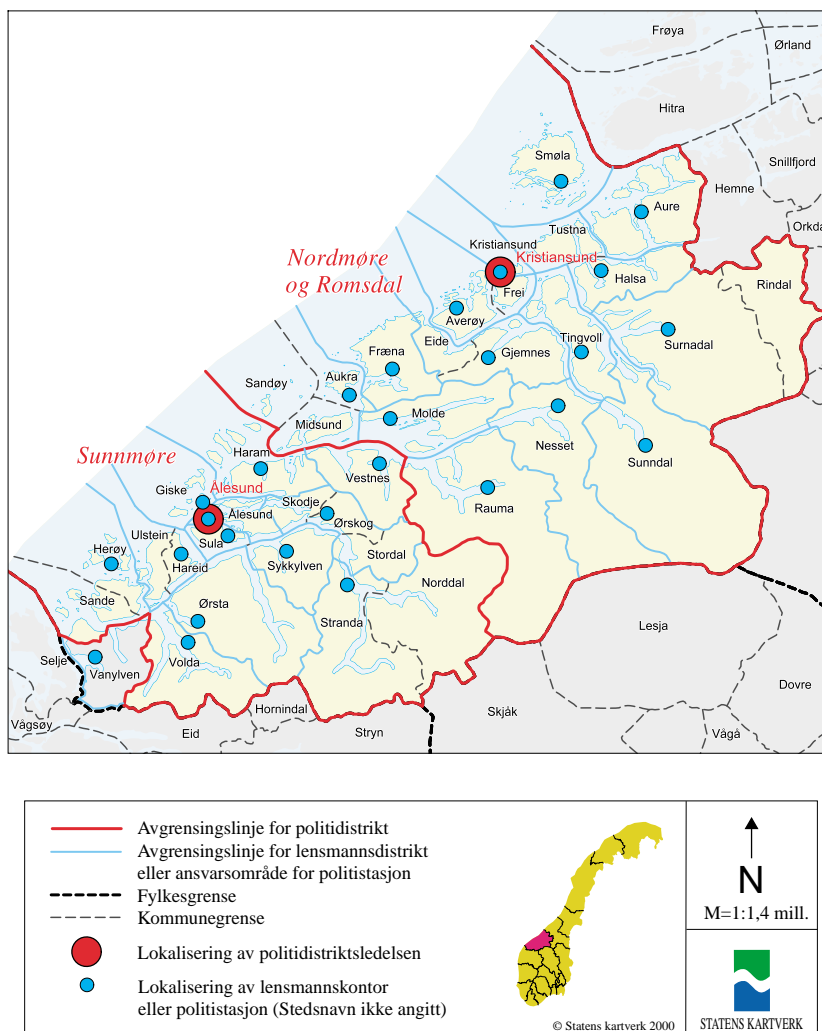 Frøya
Ørland
Hitra
Smøla
Snillfjord
Hemne
Aure
Orkda
Tustna
Kristiansund
Kristiansund
Nordmøre
og Romsdal
Halsa
Rindal
Frei
Averøy
Surnadal
Eide
Tingvoll
Fræna
Gjemnes
Sandøy
Aukra
Midsund
Molde
Nesset
Sunndal
Sunnmøre
Haram
Vestnes
Rauma
Giske
Ålesund
Skodje
Ålesund
Ørskog
Ulstein
Sula
Herøy
Hareid
Sykkylven
Stordal
Norddal
Sande
Ørsta
Stranda
Lesja
Volda
Selje
Vanylven
Dovre
Hornindal
Skjåk
Vågsøy
Eid
Stryn
Vågå
Avgrensingslinje for politidistrikt
Avgrensingslinje for lensmannsdistrikt
eller ansvarsområde for politistasjon
Fylkesgrense
Kommunegrense
Lokalisering av politidistriktsledelsen
Lokalisering av lensmannskontor
eller politistasjon (Stedsnavn ikke angitt)
© Statens kartverk 2000
N
M=1:1,4 mill.
STATENS KARTVERK